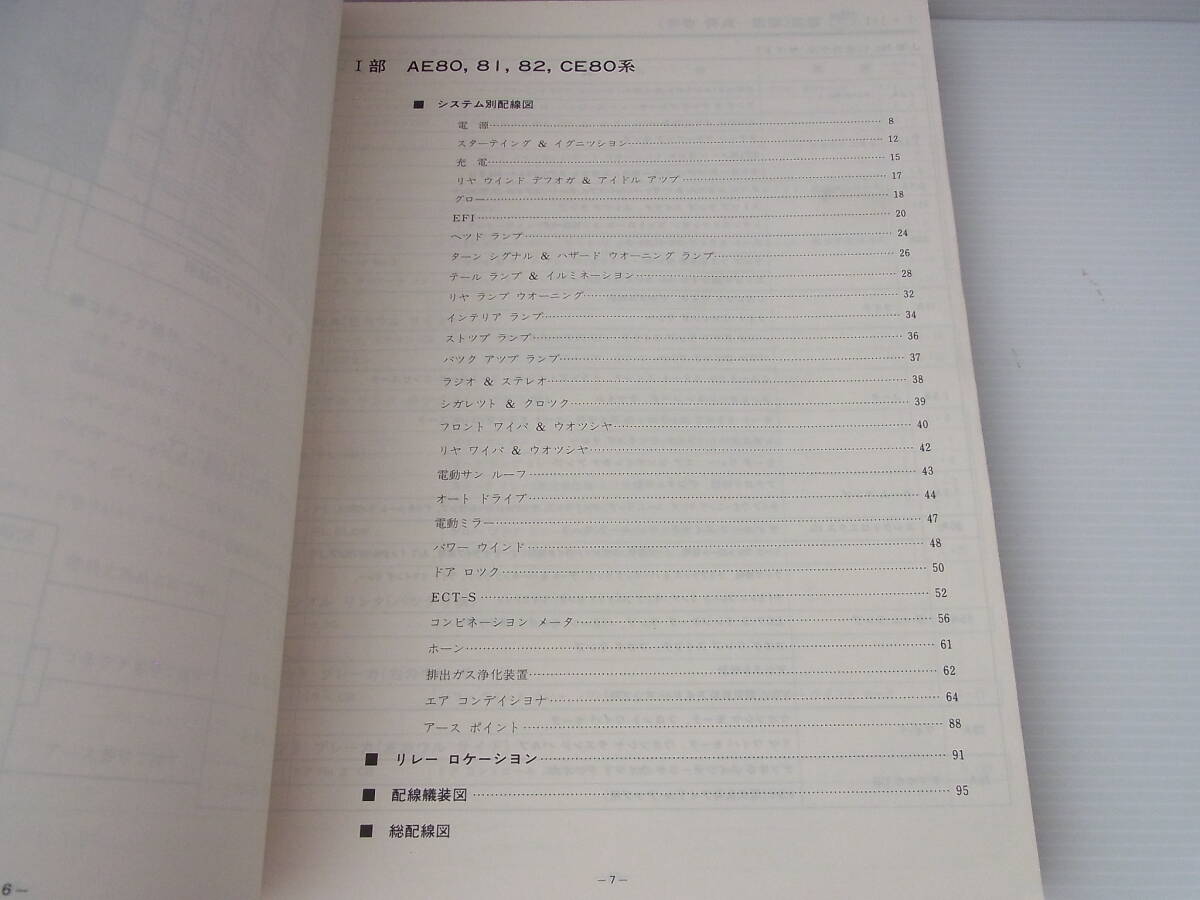 I部 AE80, 81, 82, CE80系
■ システム別配線図
電 源 8
スターテイング & イグニツシヨン 12
充 電 15
リヤ ウインド デフオガ & アイドル アツプ 17
グロー 18
EFI 20
ヘツド ランプ 24
ターン シグナル & ハザード ウオーニング ランプ 26
テール ランプ & イルミネーシヨン 28
リヤ ランプ ウオーニング 32
インテリア ランプ 34
ストツプ ランプ 36
バツク アツプ ランプ 37
ラジオ & ステレオ 38
シガレツト & クロツク 39
フロント ワイパ & ウオツシヤ 40
リヤ ワイパ & ウオツシヤ 42
電動サン ルーフ 43
オート ドライブ 44
電動ミラー 47
パワー ウインド 48
ドア ロツク 50
ECT-S 52
コンビネーシヨン メータ 56
ホーン 61
排出ガス浄化装置 62
エア コンデイシヨナ 64
アース ポイント 88
■ リレー ロケーシヨン 91
■ 配線艤装図 95
■ 総配線図
－7－
6－